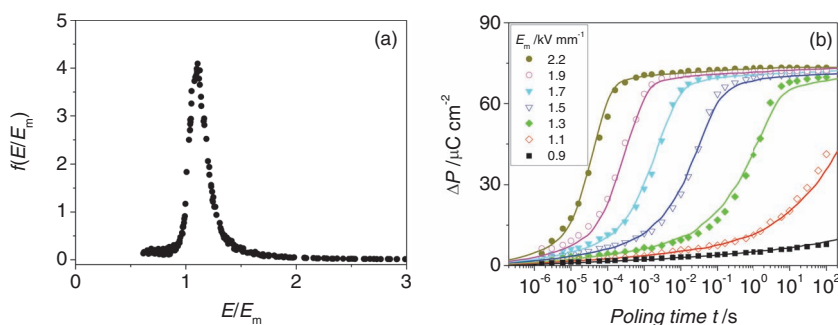 (a)
f(E/Eₘ)
5
4
3
2
1
0
0 1 2 3
E/Eₘ
(b)
ΔP /μC cm⁻²
90
60
30
0
Eₘ /kV mm⁻¹
2.2
1.9
1.7
1.5
1.3
1.1
0.9
10⁻⁶ 10⁻⁵ 10⁻⁴ 10⁻³ 10⁻² 10⁻¹ 10⁰ 10¹ 10²
Poling time t /s